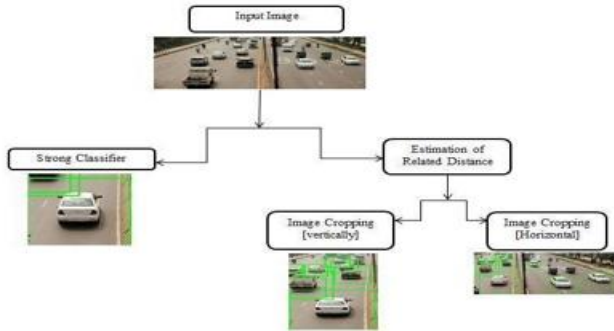 Input Image
Strong Classifier
Estimation of
Related Distance
Image Cropping
[vertically]
Image Cropping
[Horizontal]